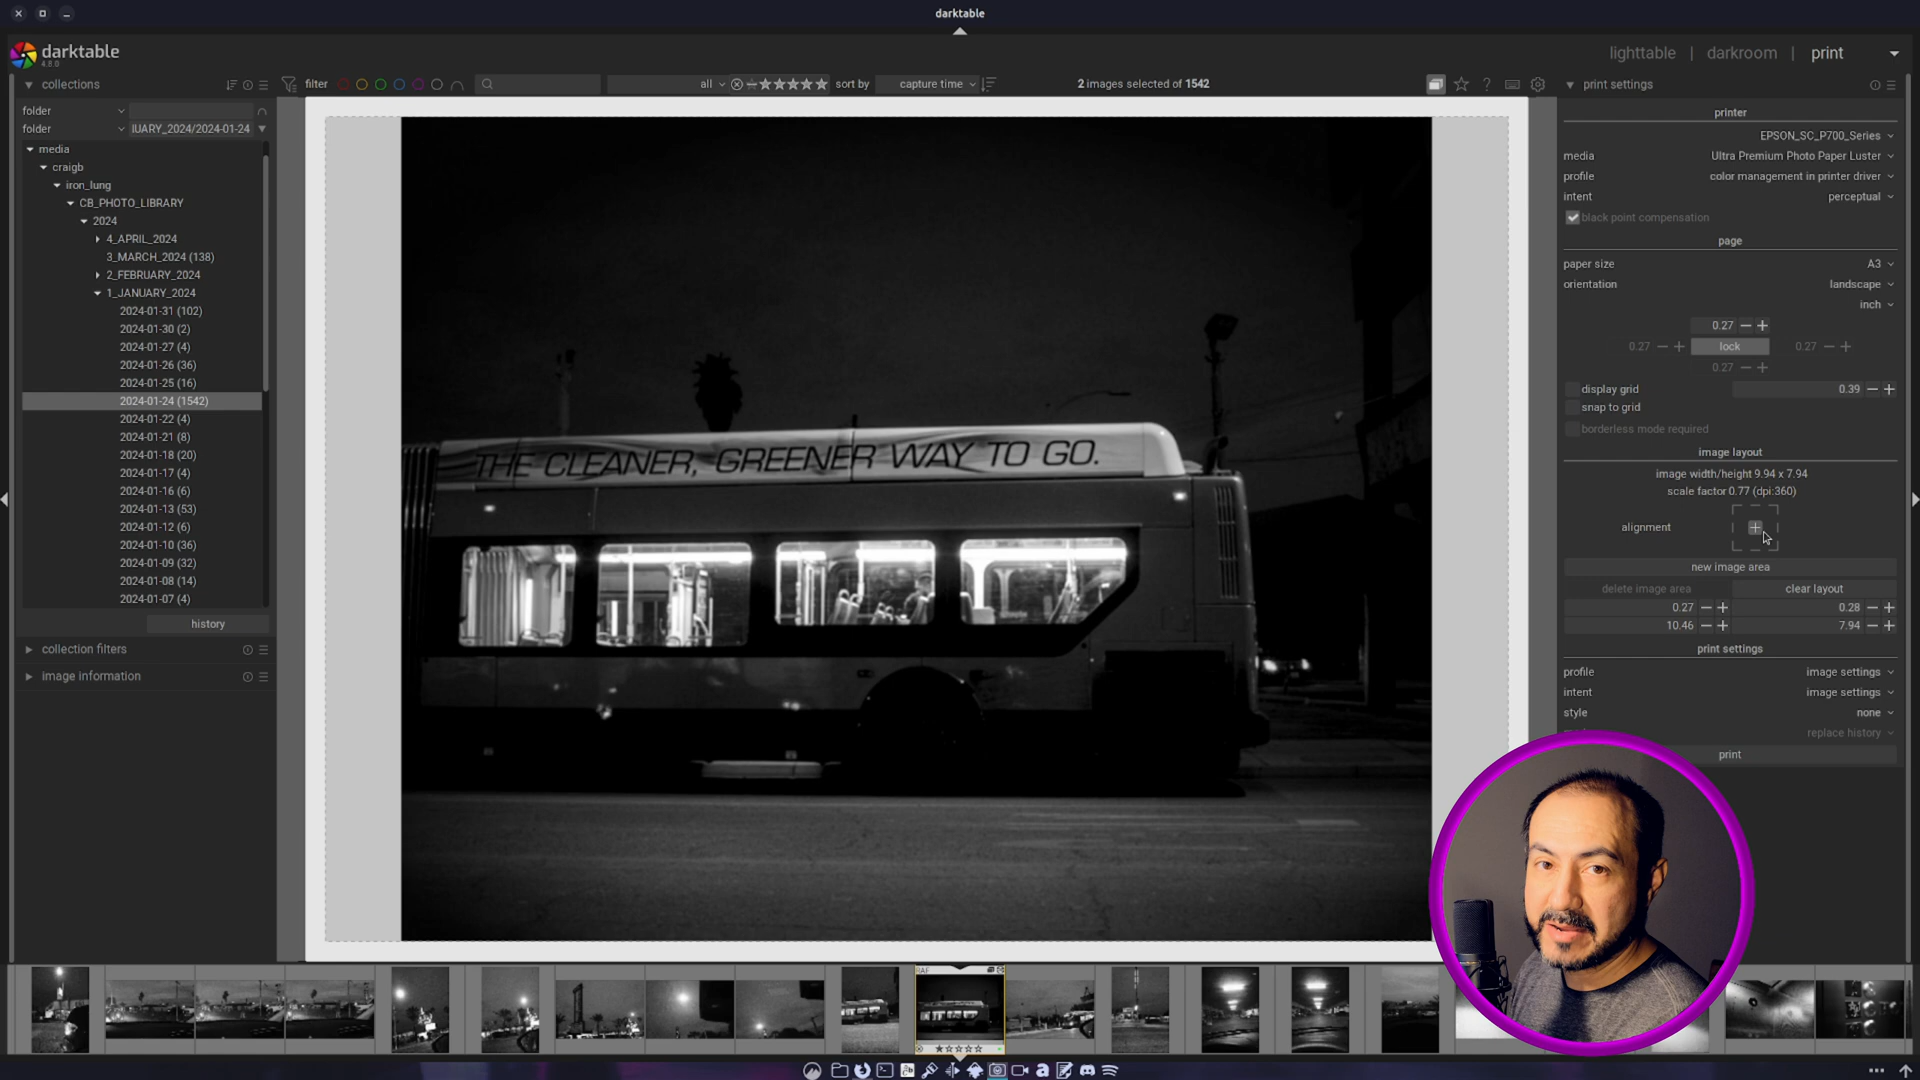 darktable
darktable
4.8.0
lighttable | darkroom | print
collections
filter
all
sort by
capture time
2 images selected of 1542
print settings
folder
folder
IUARY_2024/2024-01-24
media
craigb
iron_lung
CB_PHOTO_LIBRARY
2024
4_APRIL_2024
3_MARCH_2024 (138)
2_FEBRUARY_2024
1_JANUARY_2024
2024-01-31 (102)
2024-01-30 (2)
2024-01-27 (4)
2024-01-26 (36)
2024-01-25 (16)
2024-01-24 (1542)
2024-01-22 (4)
2024-01-21 (8)
2024-01-18 (20)
2024-01-17 (4)
2024-01-16 (6)
2024-01-13 (53)
2024-01-12 (6)
2024-01-10 (36)
2024-01-09 (32)
2024-01-08 (14)
2024-01-07 (4)
history
collection filters
image information
THE CLEANER, GREENER WAY TO GO.
printer
EPSON_SC_P700_Series
media Ultra Premium Photo Paper Luster
profile color management in printer driver
intent perceptual
black point compensation
page
paper size A3
orientation landscape
inch
0.27
0.27 lock 0.27
0.27
display grid 0.39
snap to grid
borderless mode required
image layout
image width/height 9.94 x 7.94
scale factor 0.77 (dpi:360)
alignment
new image area
delete image area clear layout
0.27 0.28
10.46 7.94
print settings
profile image settings
intent image settings
style none
replace history
print